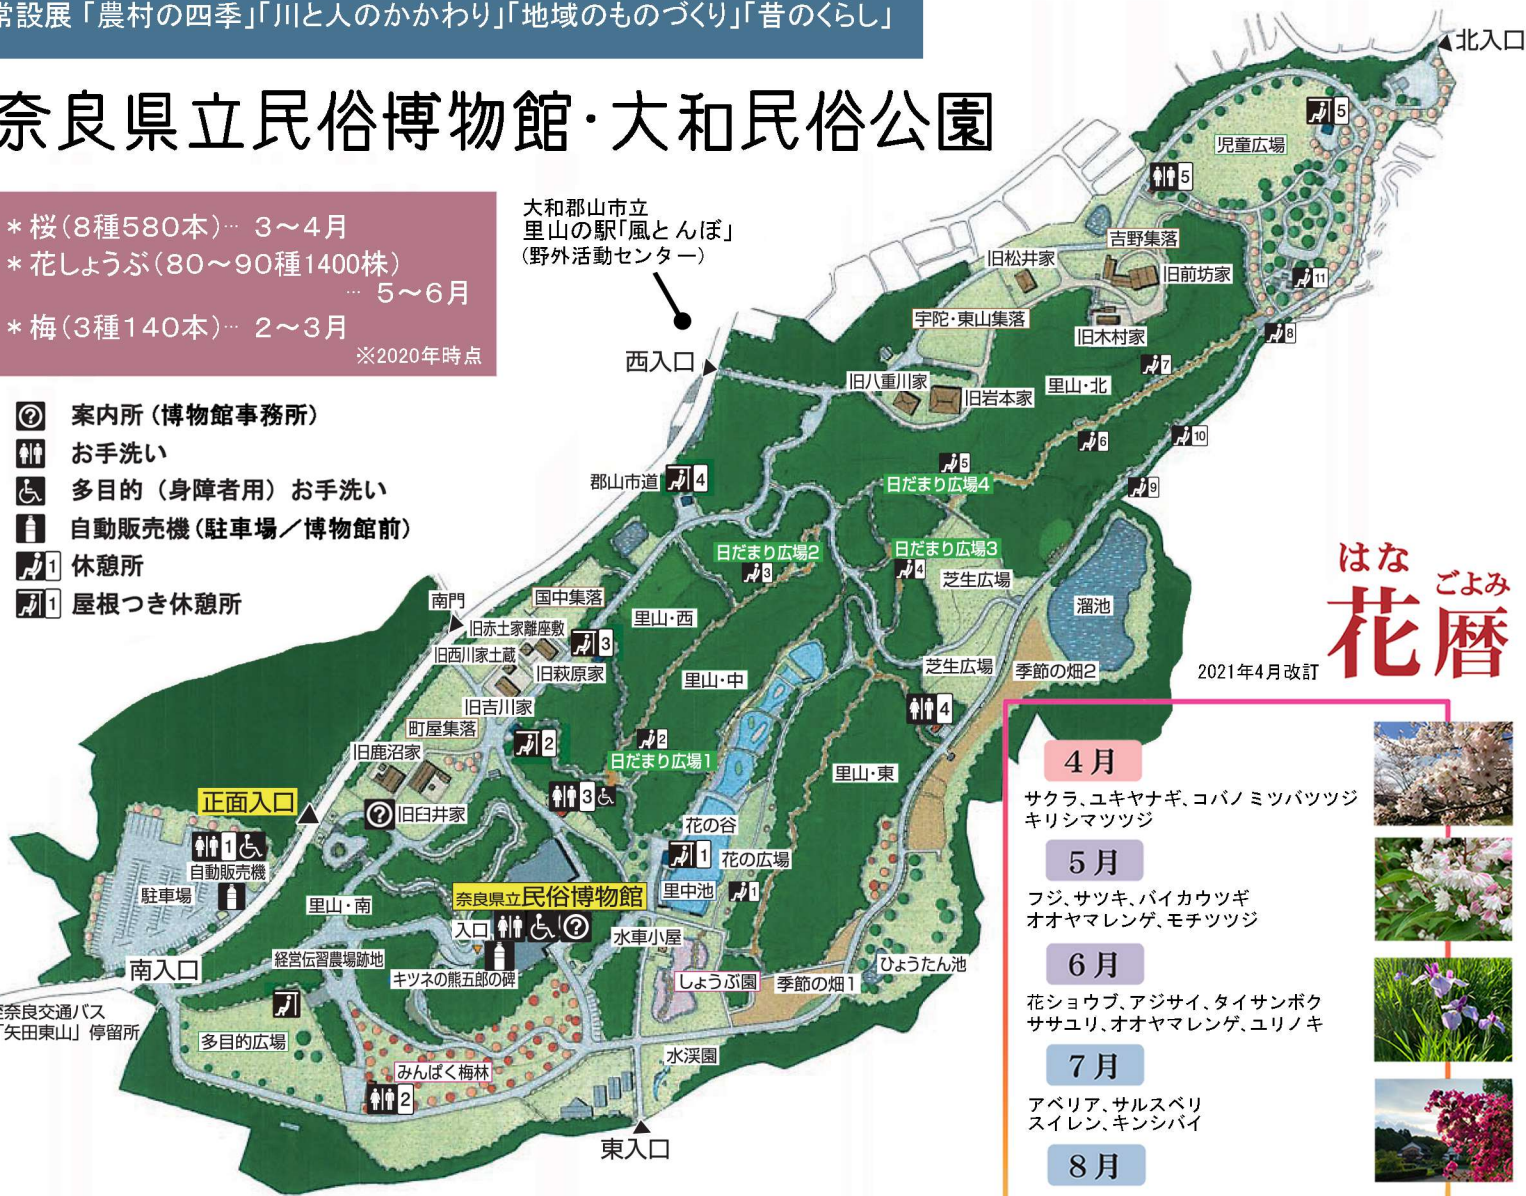 常設展「農村の四季」「川と人のかかわり」「地域のものづくり」「昔のくらし」
奈良県立民俗博物館・大和民俗公園
＊桜（8種580本）… 3～4月
＊花しょうぶ（80～90種1400株）
… 5～6月
＊梅（3種140本）… 2～3月
※2020年時点
案内所（博物館事務所）
お手洗い
多目的（身障者用）お手洗い
自動販売機（駐車場／博物館前）
1 休憩所
1 屋根つき休憩所
大和郡山市立
里山の駅「風とんぼ」
（野外活動センター）
北入口
5
児童広場
5
吉野集落
旧松井家
旧前坊家
11
宇陀・東山集落
旧木村家
8
西入口
7
旧八重川家
里山・北
旧岩本家
6
10
5
郡山市道
4
日だまり広場4
9
日だまり広場2
日だまり広場3
3
4
芝生広場
南門
国中集落
溜池
旧赤土家離座敷
里山・西
3
旧西川家土蔵
旧萩原家
芝生広場
季節の畑2
里山・中
旧吉川家
4
町屋集落
2
2
旧鹿沼家
日だまり広場1
里山・東
正面入口
3
旧臼井家
花の谷
1
1
花の広場
自動販売機
駐車場
里中池
1
奈良県立民俗博物館
里山・南
入口
水車小屋
経営伝習農場跡地
ひょうたん池
南入口
キツネの熊五郎の碑
しょうぶ園
季節の畑1
至奈良交通バス
「矢田東山」停留所
多目的広場
水渓園
みんぱく梅林
2
東入口
はな ごよみ
花暦
2021年4月改訂
4月
サクラ、ユキヤナギ、コバノミツバツツジ
キリシマツツジ
5月
フジ、サツキ、バイカウツギ
オオヤマレンゲ、モチツツジ
6月
花ショウブ、アジサイ、タイサンボク
ササユリ、オオヤマレンゲ、ユリノキ
7月
アベリア、サルスベリ
スイレン、キンシバイ
8月